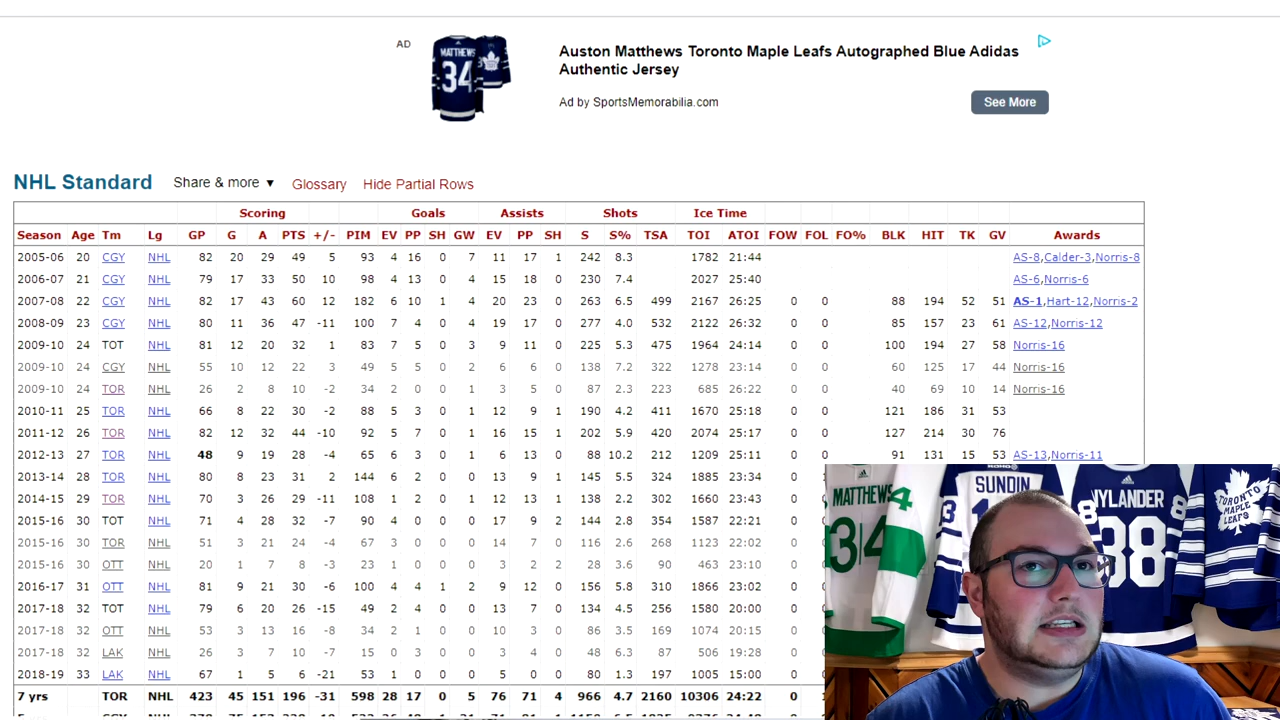 AD
MATTHEWS
34
Auston Matthews Toronto Maple Leafs Autographed Blue Adidas
Authentic Jersey
Ad by SportsMemorabilia.com
See More
NHL Standard Share & more ▼ Glossary Hide Partial Rows
Scoring Goals Assists Shots Ice Time
Season Age Tm Lg GP G A PTS +/- PIM EV PP SH GW EV PP SH S S% TSA TOI ATOI FOW FOL FO% BLK HIT TK GV Awards
2005-06 20 CGY NHL 82 20 29 49 5 93 4 16 0 7 11 17 1 242 8.3 1782 21:44 AS-8,Calder-3,Norris-8
2006-07 21 CGY NHL 79 17 33 50 10 98 4 13 0 4 15 18 0 230 7.4 2027 25:40 AS-6,Norris-6
2007-08 22 CGY NHL 82 17 43 60 12 182 6 10 1 4 20 23 0 263 6.5 499 2167 26:25 0 0 88 194 52 51 AS-1,Hart-12,Norris-2
2008-09 23 CGY NHL 80 11 36 47 -11 100 7 4 0 4 19 17 0 277 4.0 532 2122 26:32 0 0 85 157 23 61 AS-12,Norris-12
2009-10 24 TOT NHL 81 12 20 32 1 83 7 5 0 3 9 11 0 225 5.3 475 1964 24:14 0 0 100 194 27 58 Norris-16
2009-10 24 CGY NHL 55 10 12 22 3 49 5 5 0 2 6 6 0 138 7.2 322 1278 23:14 0 0 60 125 17 44 Norris-16
2009-10 24 TOR NHL 26 2 8 10 -2 34 2 0 0 1 3 5 0 87 2.3 223 685 26:22 0 0 40 69 10 14 Norris-16
2010-11 25 TOR NHL 66 8 22 30 -2 88 5 3 0 1 12 9 1 190 4.2 411 1670 25:18 0 0 121 186 31 53
2011-12 26 TOR NHL 82 12 32 44 -10 92 5 7 0 1 16 15 1 202 5.9 420 2074 25:17 0 0 127 214 30 76
2012-13 27 TOR NHL 48 9 19 28 -4 65 6 3 0 1 6 13 0 88 10.2 212 1209 25:11 0 0 91 131 15 53 AS-13,Norris-11
2013-14 28 TOR NHL 80 8 23 31 2 144 6 2 0 0 13 9 1 145 5.5 324 1885 23:34 0
2014-15 29 TOR NHL 70 3 26 29 -11 108 1 2 0 1 12 13 1 138 2.2 302 1660 23:43 0
2015-16 30 TOT NHL 71 4 28 32 -7 90 4 0 0 0 17 9 2 144 2.8 354 1587 22:21 0
2015-16 30 TOR NHL 51 3 21 24 -4 67 3 0 0 0 14 7 0 116 2.6 268 1123 22:02 0
2015-16 30 OTT NHL 20 1 7 8 -3 23 1 0 0 0 3 2 2 28 3.6 90 463 23:10 0
2016-17 31 OTT NHL 81 9 21 30 -6 100 4 4 1 2 9 12 0 156 5.8 310 1866 23:02 0
2017-18 32 TOT NHL 79 6 20 26 -15 49 2 4 0 0 13 7 0 134 4.5 256 1580 20:00 0
2017-18 32 OTT NHL 53 3 13 16 -8 34 2 1 0 0 10 3 0 86 3.5 169 1074 20:15 0
2017-18 32 LAK NHL 26 3 7 10 -7 15 0 3 0 0 3 4 0 48 6.3 87 506 19:28 0
2018-19 33 LAK NHL 67 1 5 6 -21 53 1 0 0 0 5 0 0 80 1.3 197 1005 15:00 0
7 yrs TOR NHL 423 45 151 196 -31 598 28 17 0 5 76 71 4 966 4.7 2160 10306 24:22 0
MATTHEWS
34
SUNDIN
NYLANDER
88
TORONTO
MAPLE
LEAFS